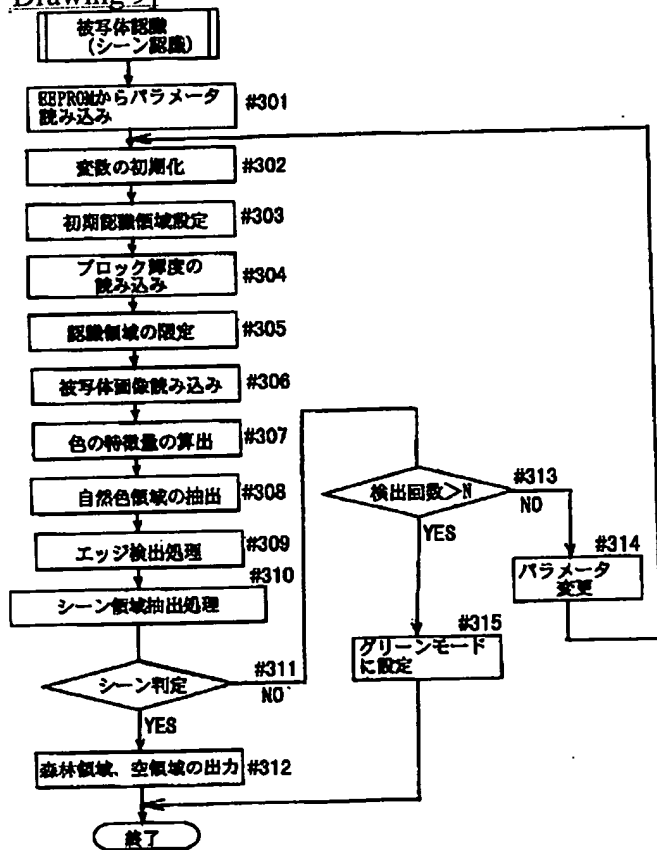 被写体認識
(シーン認識)
EEPROMからパラメータ
読み込み
#301
変数の初期化
#302
初期認識領域設定
#303
ブロック輝度の
読み込み
#304
認識領域の限定
#305
被写体画像読み込み
#306
色の特徴量の算出
#307
自然色領域の抽出
#308
エッジ検出処理
#309
シーン領域抽出処理
#310
シーン判定
#311
NO
YES
森林領域、空領域の出力
#312
終了
検出回数>N
#313
NO
YES
パラメータ
変更
#314
グリーンモード
に設定
#315